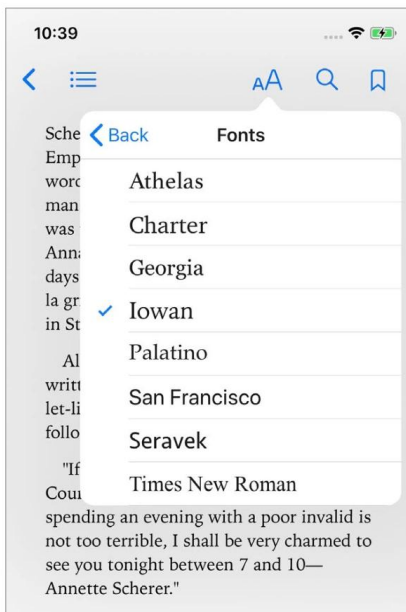 10:39
AA
Sche
Back Fonts
Emp
word
man
was
Anna
days
la gr
in St
Athelas
Charter
Georgia
Iowan
Palatino
San Francisco
Seravek
Times New Roman
Al
writt
let-li
follo
"If
Cour
spending an evening with a poor invalid is
not too terrible, I shall be very charmed to
see you tonight between 7 and 10—
Annette Scherer."